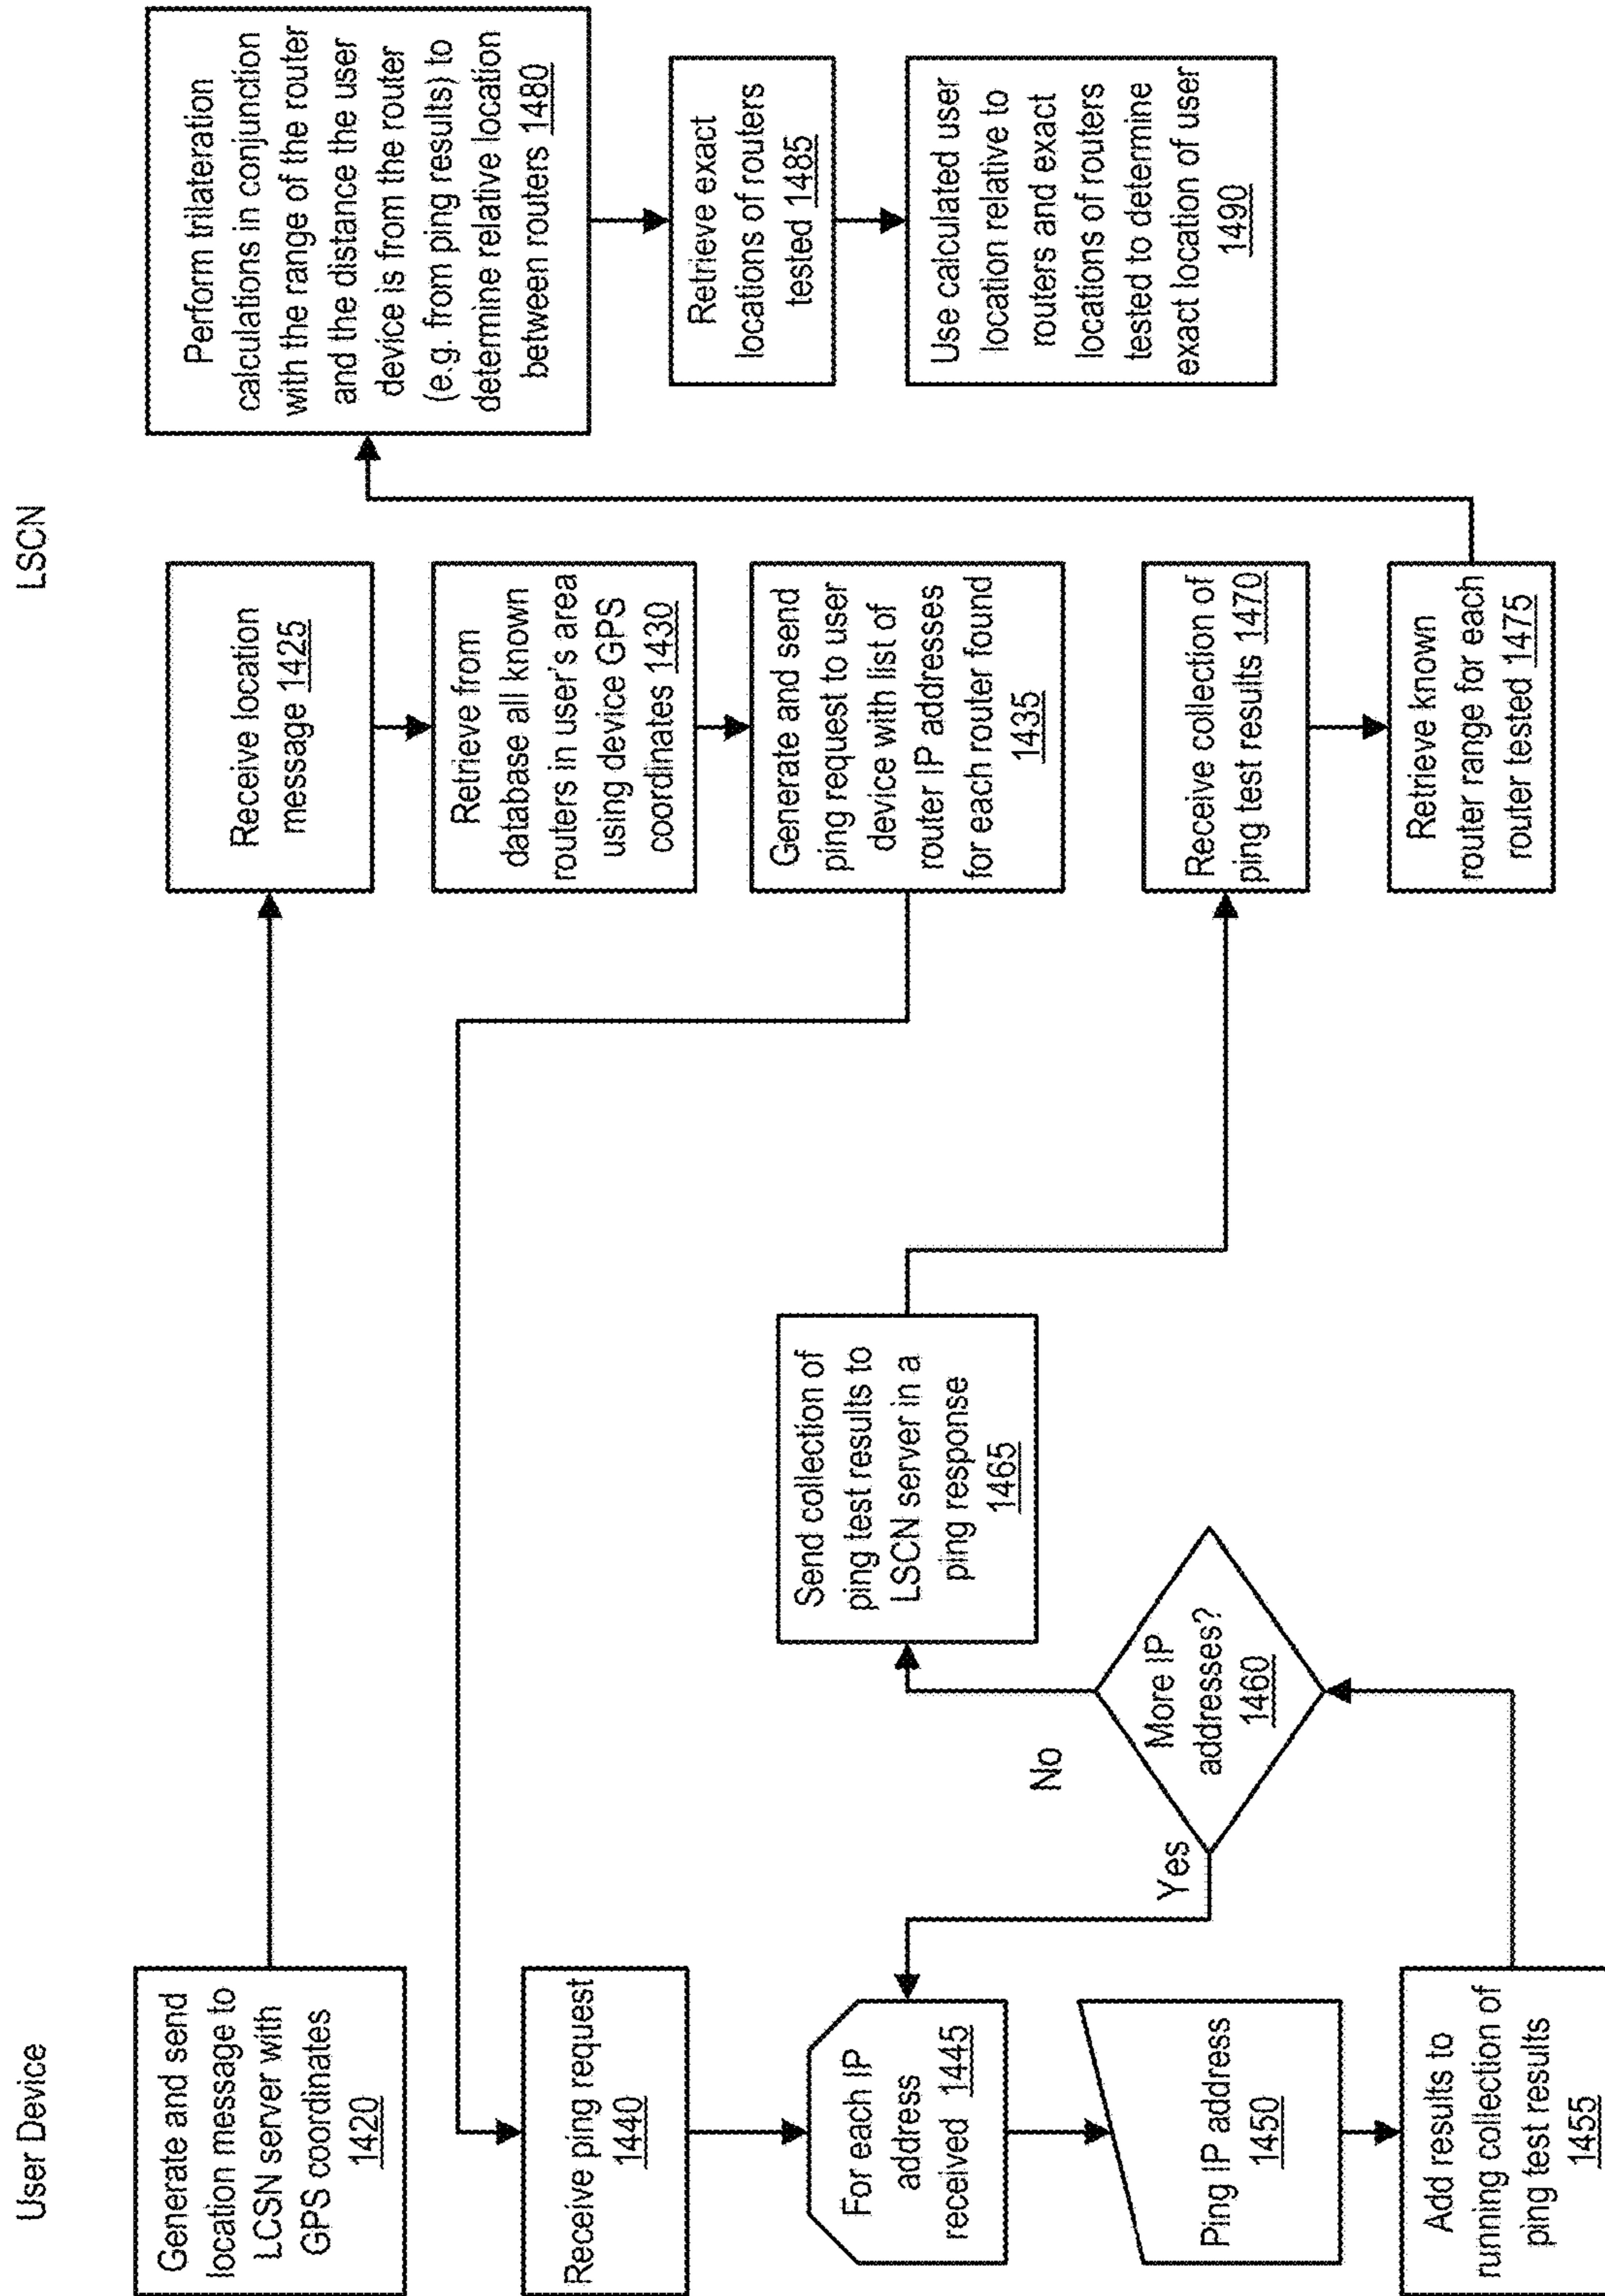 User Device
LSCN
Generate and send
location message to
LCSN server with
GPS coordinates
1420
Receive ping request
1440
For each IP
address
received 1445
Ping IP address
1450
Add results to
running collection of
ping test results
1455
More IP
addresses?
1460
Yes
No
Send collection of
ping test results to
LSCN server in a
ping response
1465
Receive location
message 1425
Retrieve from
database all known
routers in user's area
using device GPS
coordinates 1430
Generate and send
ping request to user
device with list of
router IP addresses
for each router found
1435
Receive collection of
ping test results 1470
Retrieve known
router range for each
router tested 1475
Perform trilateration
calculations in conjunction
with the range of the router
and the distance the user
device is from the router
(e.g. from ping results) to
determine relative location
between routers 1480
Retrieve exact
locations of routers
tested 1485
Use calculated user
location relative to
routers and exact
locations of routers
tested to determine
exact location of user
1490